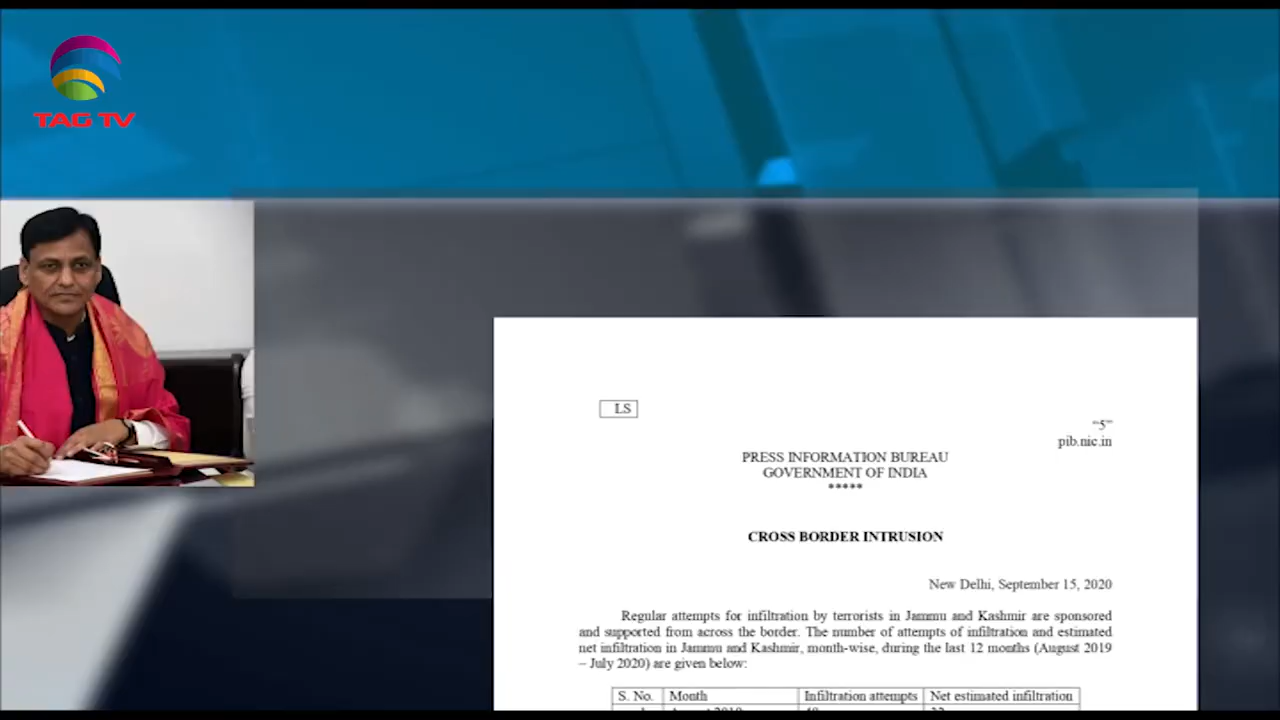 TAG TV
LS
"5"
pib.nic.in
PRESS INFORMATION BUREAU
GOVERNMENT OF INDIA
*****
CROSS BORDER INTRUSION
New Delhi, September 15, 2020
Regular attempts for infiltration by terrorists in Jammu and Kashmir are sponsored
and supported from across the border. The number of attempts of infiltration and estimated
net infiltration in Jammu and Kashmir, month-wise, during the last 12 months (August 2019
– July 2020) are given below:
S. No. Month Infiltration attempts Net estimated infiltration